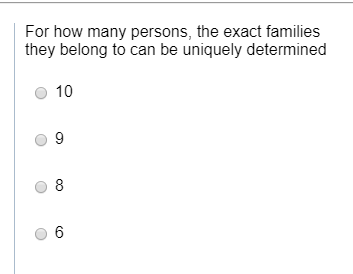 For how many persons, the exact families
they belong to can be uniquely determined
10
9
8
6